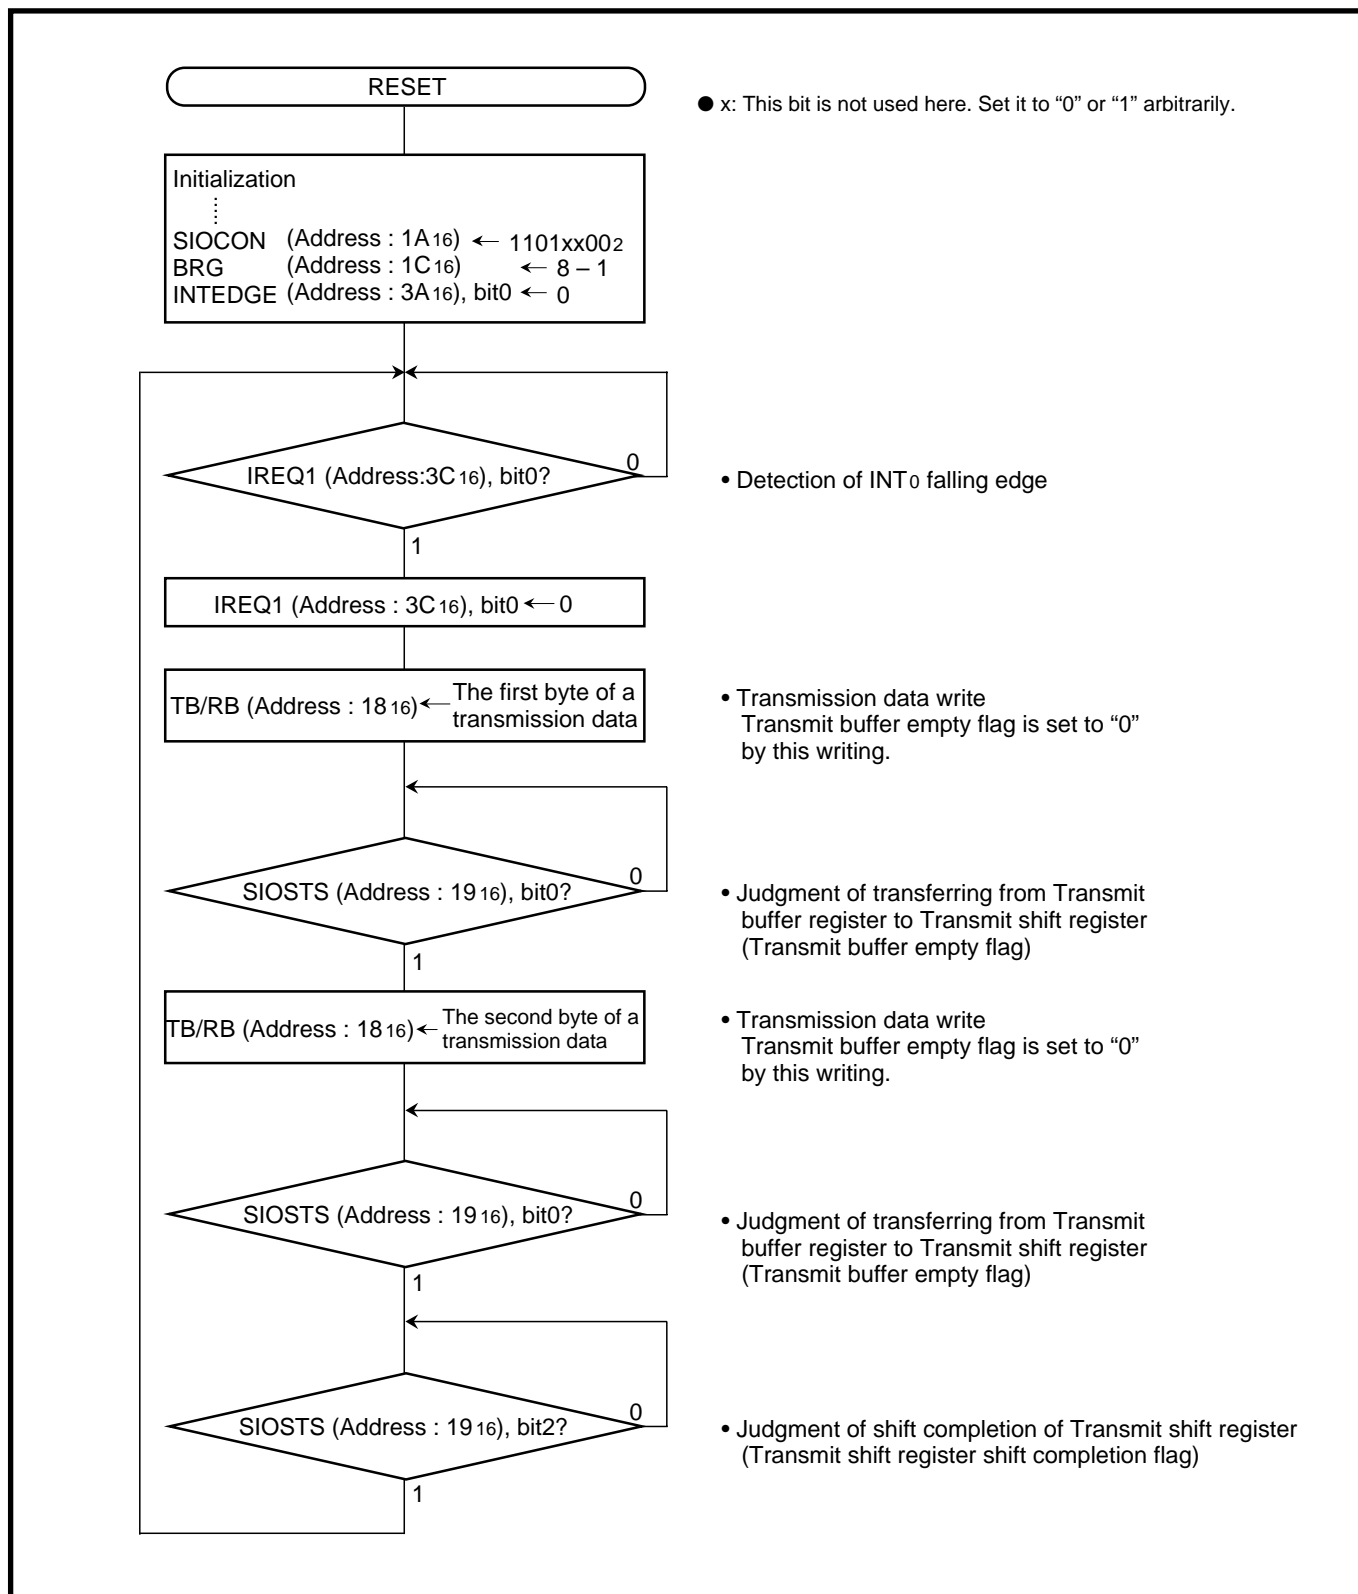 RESET
● x: This bit is not used here. Set it to “0” or “1” arbitrarily.
Initialization
SIOCON (Address : 1A16) ← 1101xx002
BRG (Address : 1C16) ← 8 – 1
INTEDGE (Address : 3A16), bit0 ← 0
IREQ1 (Address:3C16), bit0?
0
• Detection of INT0 falling edge
1
IREQ1 (Address : 3C16), bit0 ← 0
TB/RB (Address : 1816) ← The first byte of a
transmission data
• Transmission data write
Transmit buffer empty flag is set to “0”
by this writing.
SIOSTS (Address : 1916), bit0?
0
• Judgment of transferring from Transmit
buffer register to Transmit shift register
(Transmit buffer empty flag)
1
TB/RB (Address : 1816) ← The second byte of a
transmission data
• Transmission data write
Transmit buffer empty flag is set to “0”
by this writing.
SIOSTS (Address : 1916), bit0?
0
• Judgment of transferring from Transmit
buffer register to Transmit shift register
(Transmit buffer empty flag)
1
SIOSTS (Address : 1916), bit2?
0
• Judgment of shift completion of Transmit shift register
(Transmit shift register shift completion flag)
1